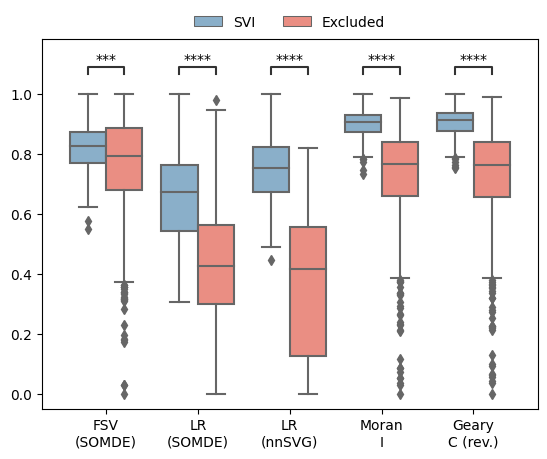 SVI Excluded
*** **** **** **** ****
1.0
0.8
0.6
0.4
0.2
0.0
FSV LR LR Moran Geary
(SOMDE) (SOMDE) (nnSVG) I C (rev.)